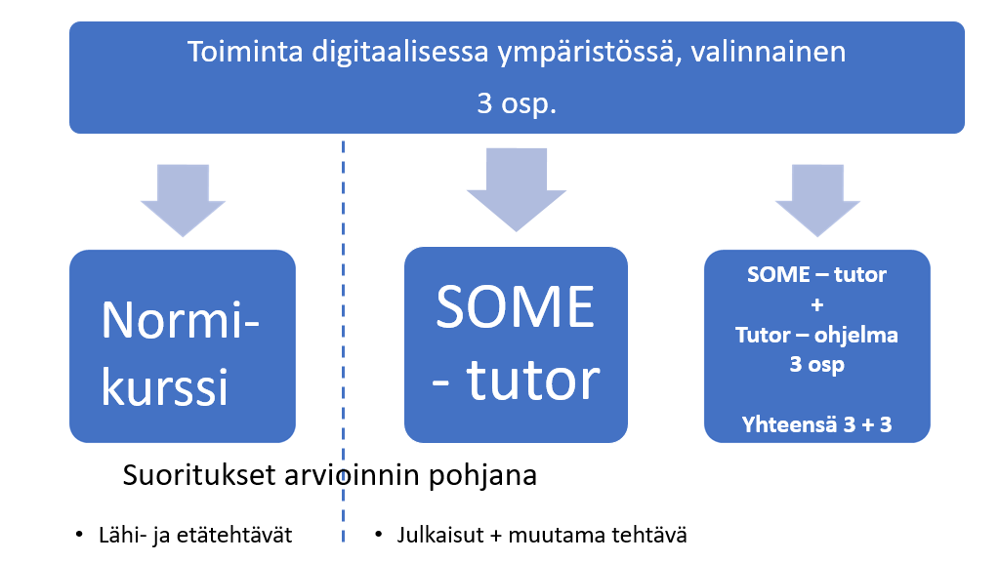 Toiminta digitaalisessa ympäristössä, valinnainen
3 osp.
Normi-
kurssi
SOME
- tutor
SOME – tutor
+
Tutor – ohjelma
3 osp
Yhteensä 3 + 3
Suoritukset arvioinnin pohjana
• Lähi- ja etätehtävät
• Julkaisut + muutama tehtävä